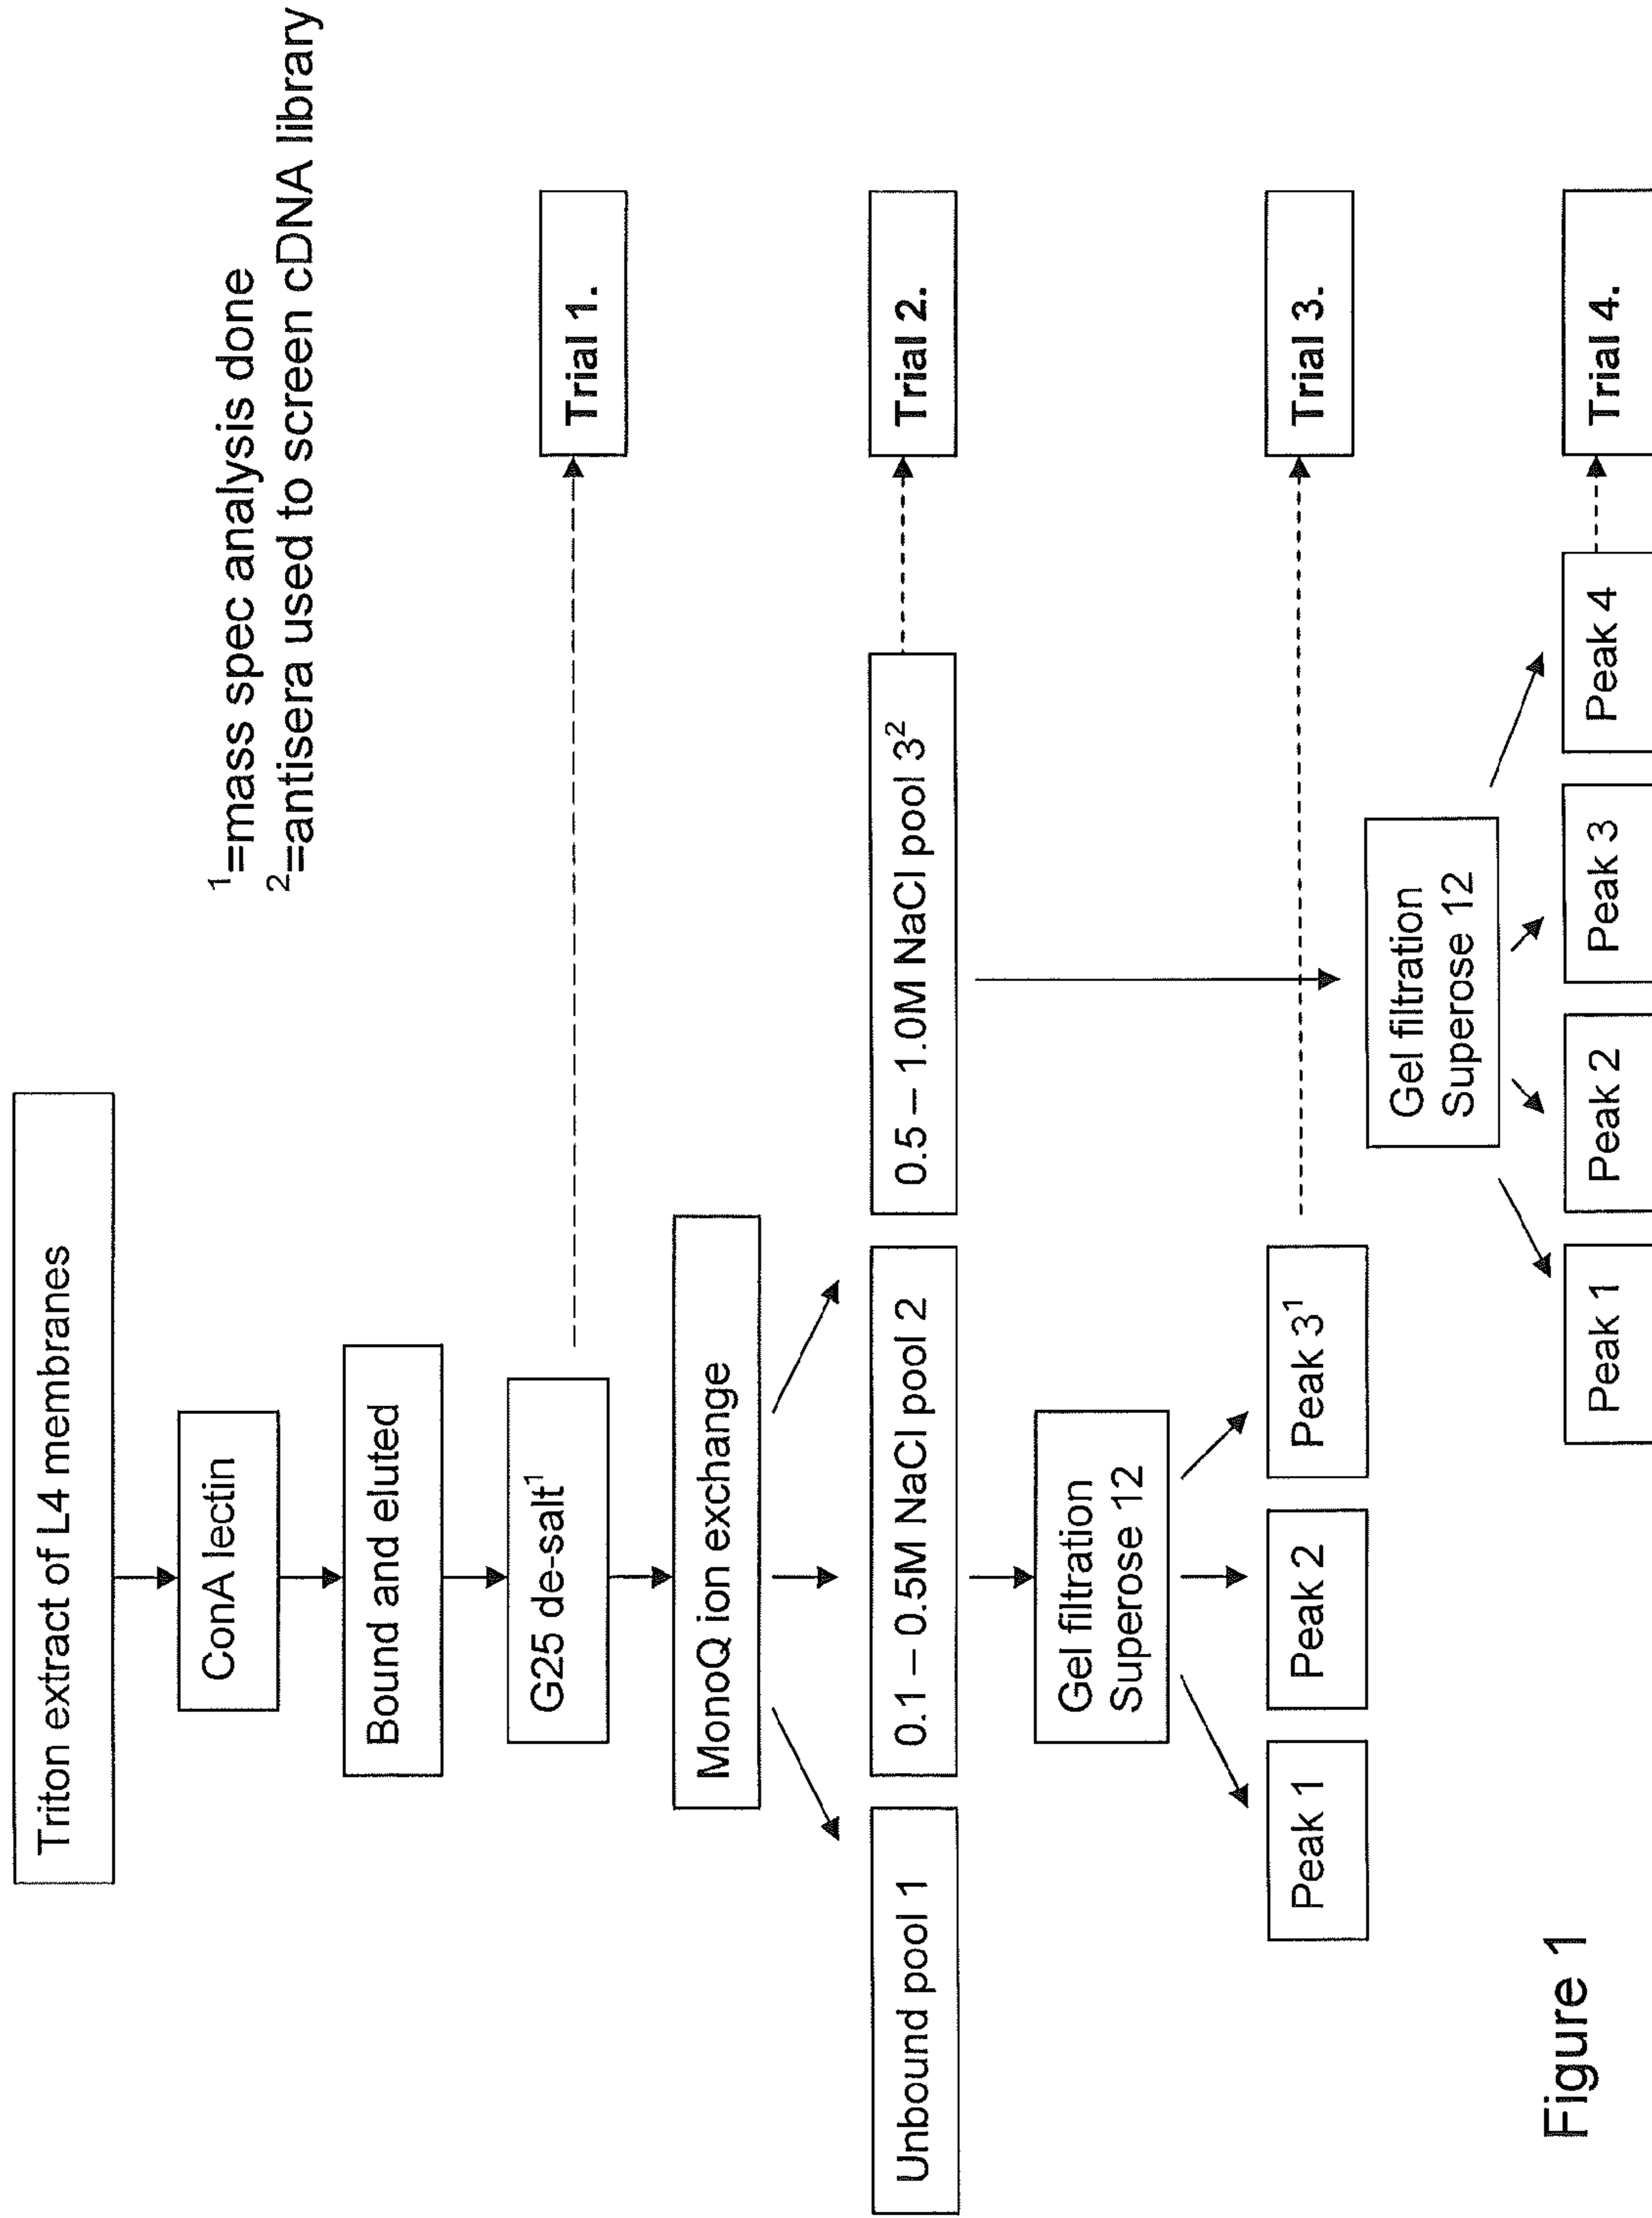 Triton extract of L4 membranes
¹=mass spec analysis done
²=antisera used to screen cDNA library
ConA lectin
Bound and eluted
G25 de-salt¹
Trial 1.
MonoQ ion exchange
Unbound pool 1
0.1 – 0.5M NaCl pool 2
0.5 – 1.0M NaCl pool 3²
Trial 2.
Gel filtration
Superose 12
Peak 1
Peak 2
Peak 3¹
Trial 3.
Gel filtration
Superose 12
Peak 1
Peak 2
Peak 3
Peak 4
Trial 4.
Figure 1